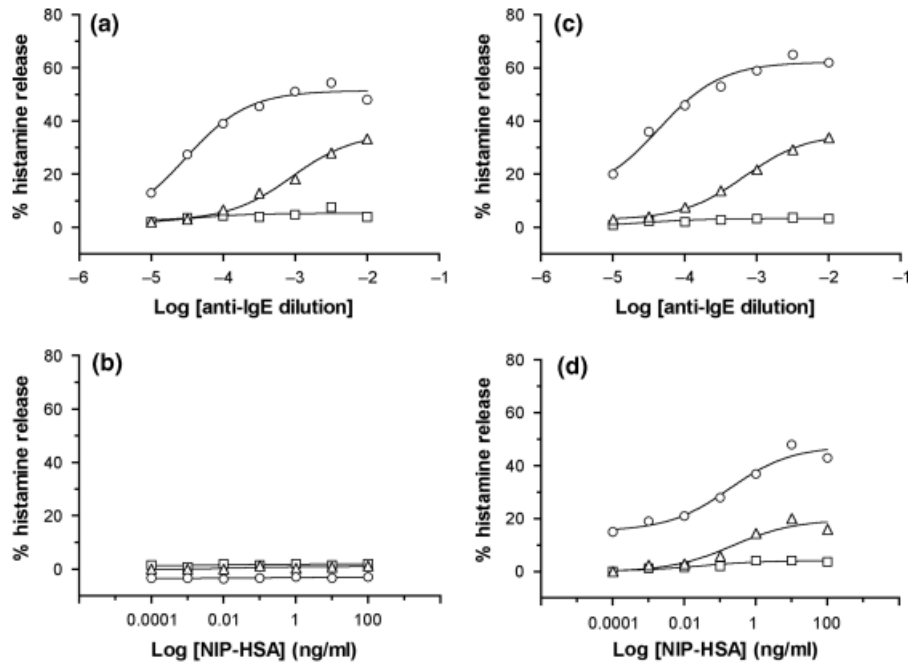 (a)
% histamine release
80
60
40
20
0
–6 –5 –4 –3 –2 –1
Log [anti-IgE dilution]
(c)
% histamine release
80
60
40
20
0
–6 –5 –4 –3 –2 –1
Log [anti-IgE dilution]
(b)
% histamine release
80
60
40
20
0
0.0001 0.01 1 100
Log [NIP-HSA] (ng/ml)
(d)
% histamine release
80
60
40
20
0
0.0001 0.01 1 100
Log [NIP-HSA] (ng/ml)